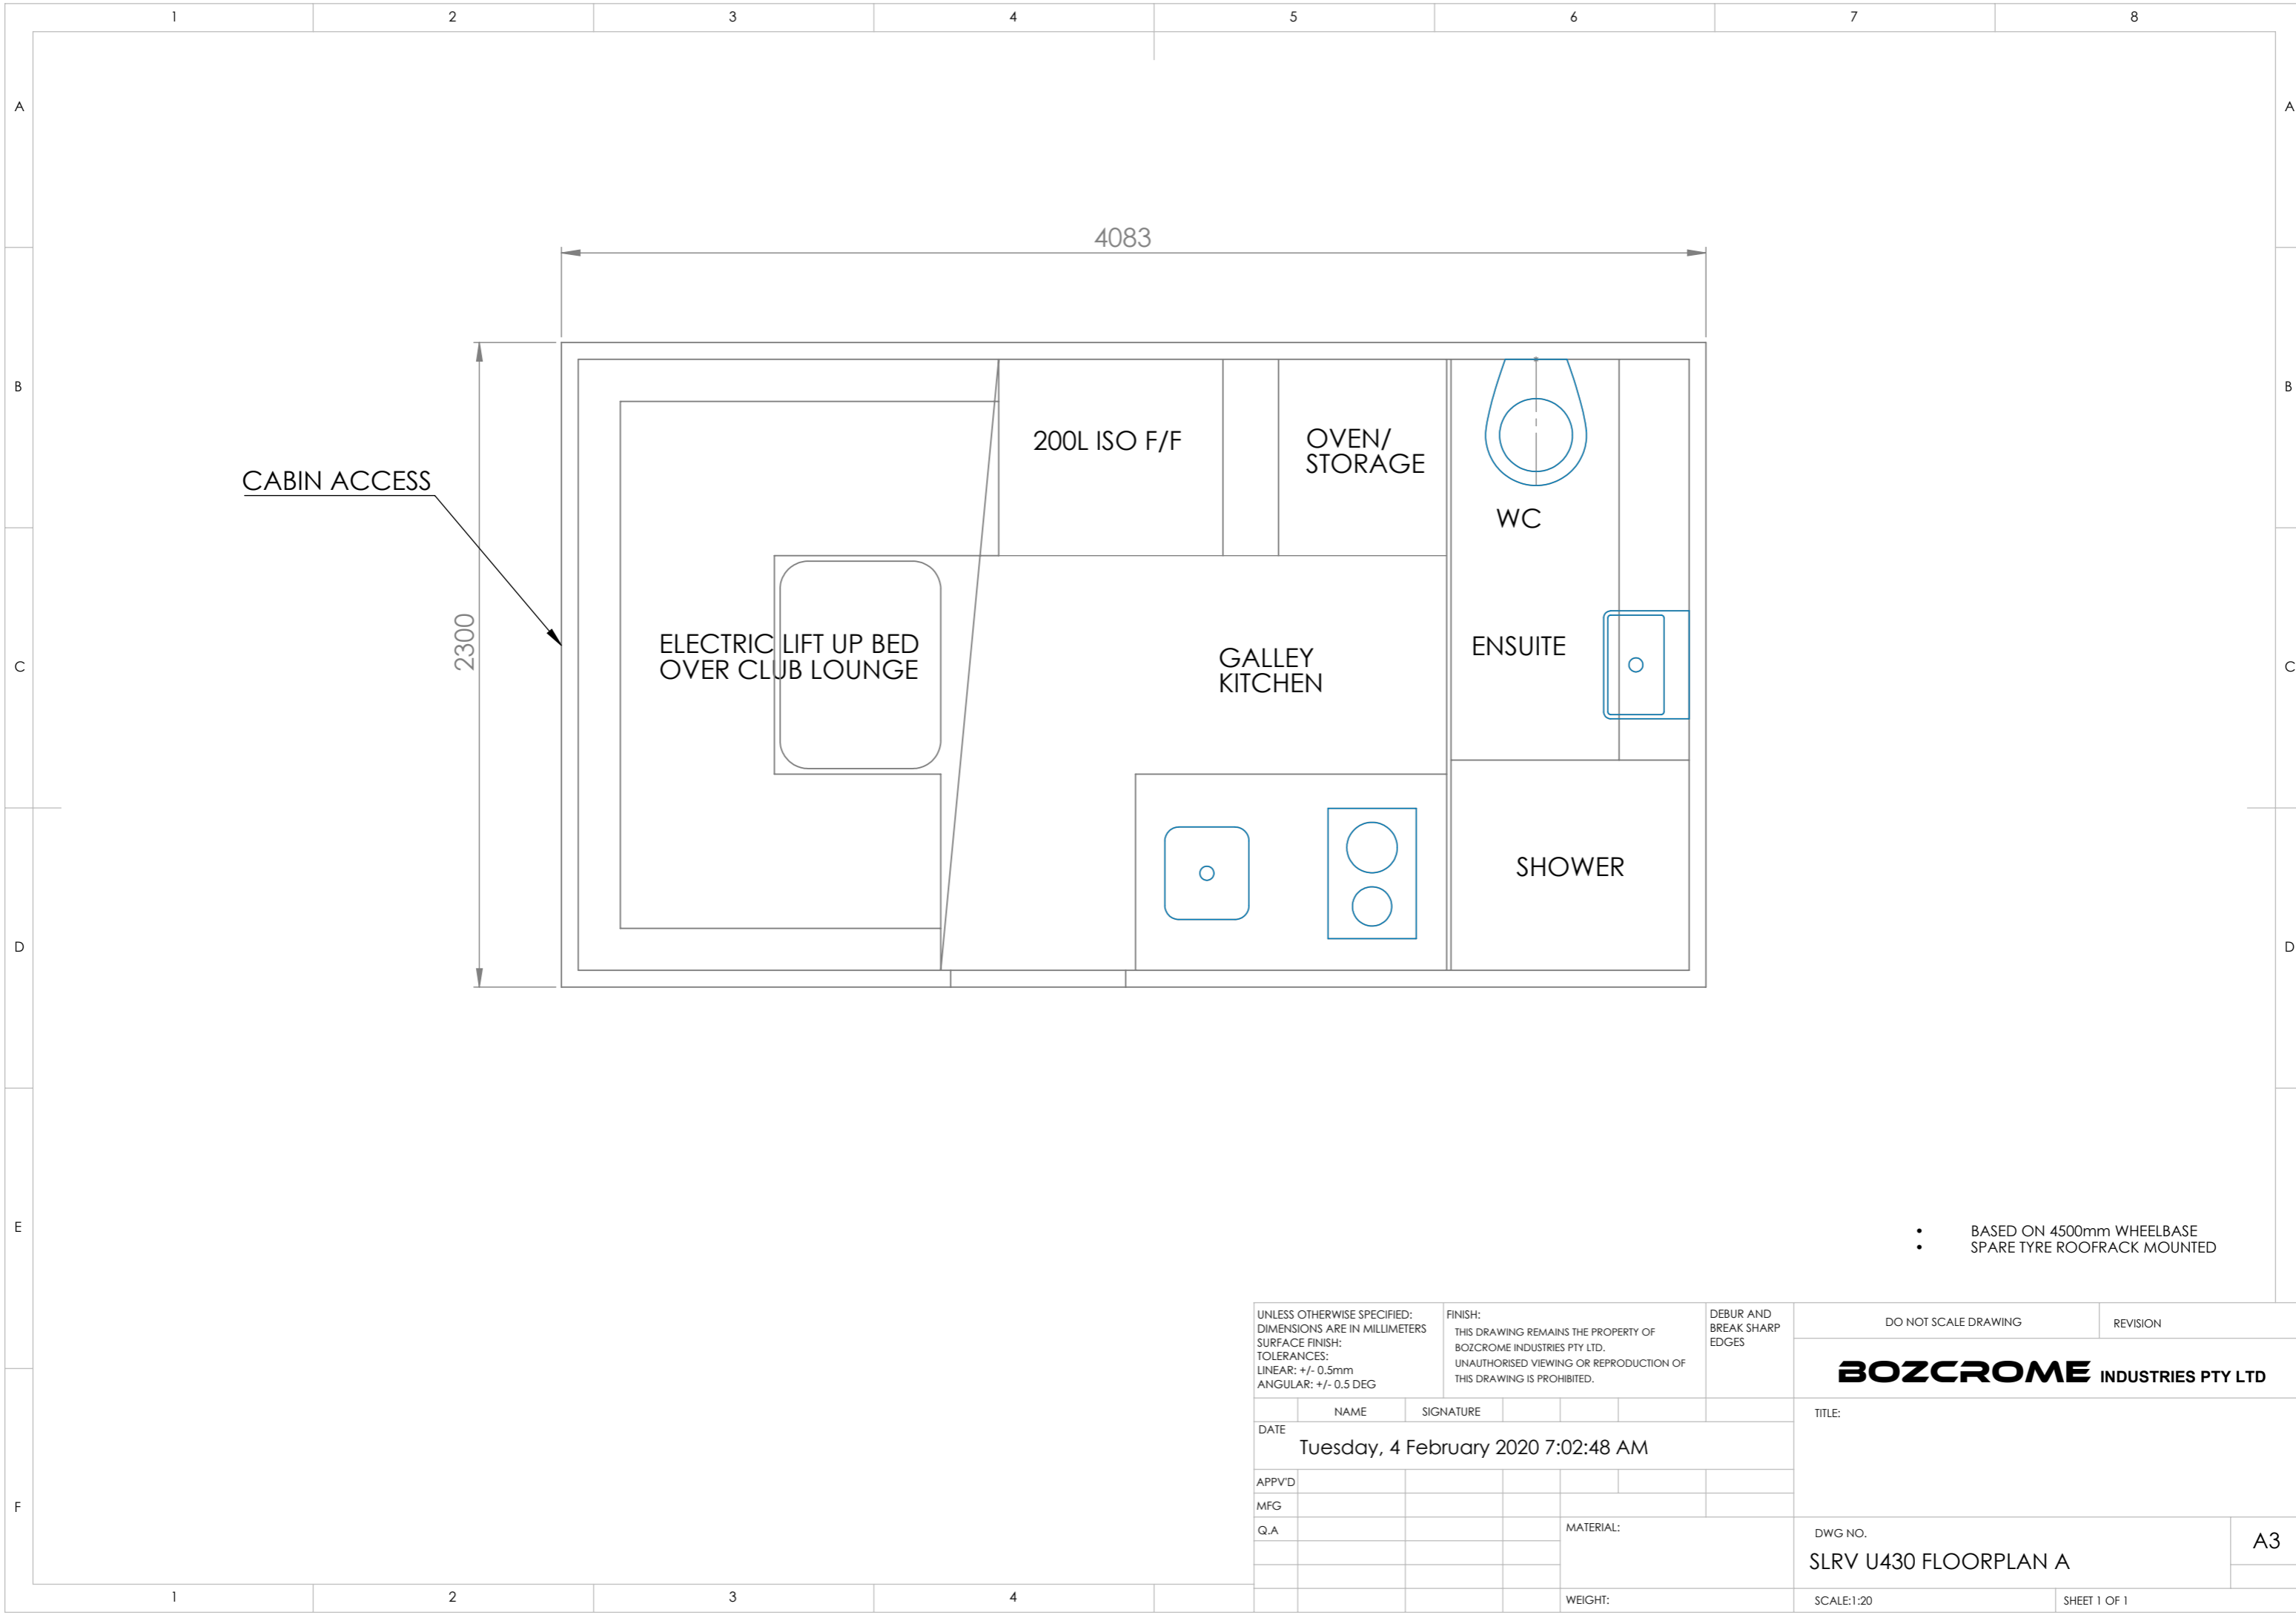 1 2 3 4 5 6 7 8
A A
4083
B B
200L ISO F/F
OVEN/
STORAGE
CABIN ACCESS
WC
2300
ELECTRIC LIFT UP BED
OVER CLUB LOUNGE
GALLEY
KITCHEN
ENSUITE
C C
SHOWER
D D
E
E
• BASED ON 4500mm WHEELBASE
• SPARE TYRE ROOFRACK MOUNTED
UNLESS OTHERWISE SPECIFIED:
DIMENSIONS ARE IN MILLIMETERS
SURFACE FINISH:
TOLERANCES:
LINEAR: +/- 0.5mm
ANGULAR: +/- 0.5 DEG
FINISH:
THIS DRAWING REMAINS THE PROPERTY OF
BOZCROME INDUSTRIES PTY LTD.
UNAUTHORISED VIEWING OR REPRODUCTION OF
THIS DRAWING IS PROHIBITED.
DEBUR AND
BREAK SHARP
EDGES
DO NOT SCALE DRAWING
REVISION
BOZCROME INDUSTRIES PTY LTD
NAME SIGNATURE
TITLE:
DATE
Tuesday, 4 February 2020 7:02:48 AM
APPV'D
MFG
F
Q.A
MATERIAL:
DWG NO.
SLRV U430 FLOORPLAN A
A3
WEIGHT:
SCALE:1:20
SHEET 1 OF 1
1 2 3 4